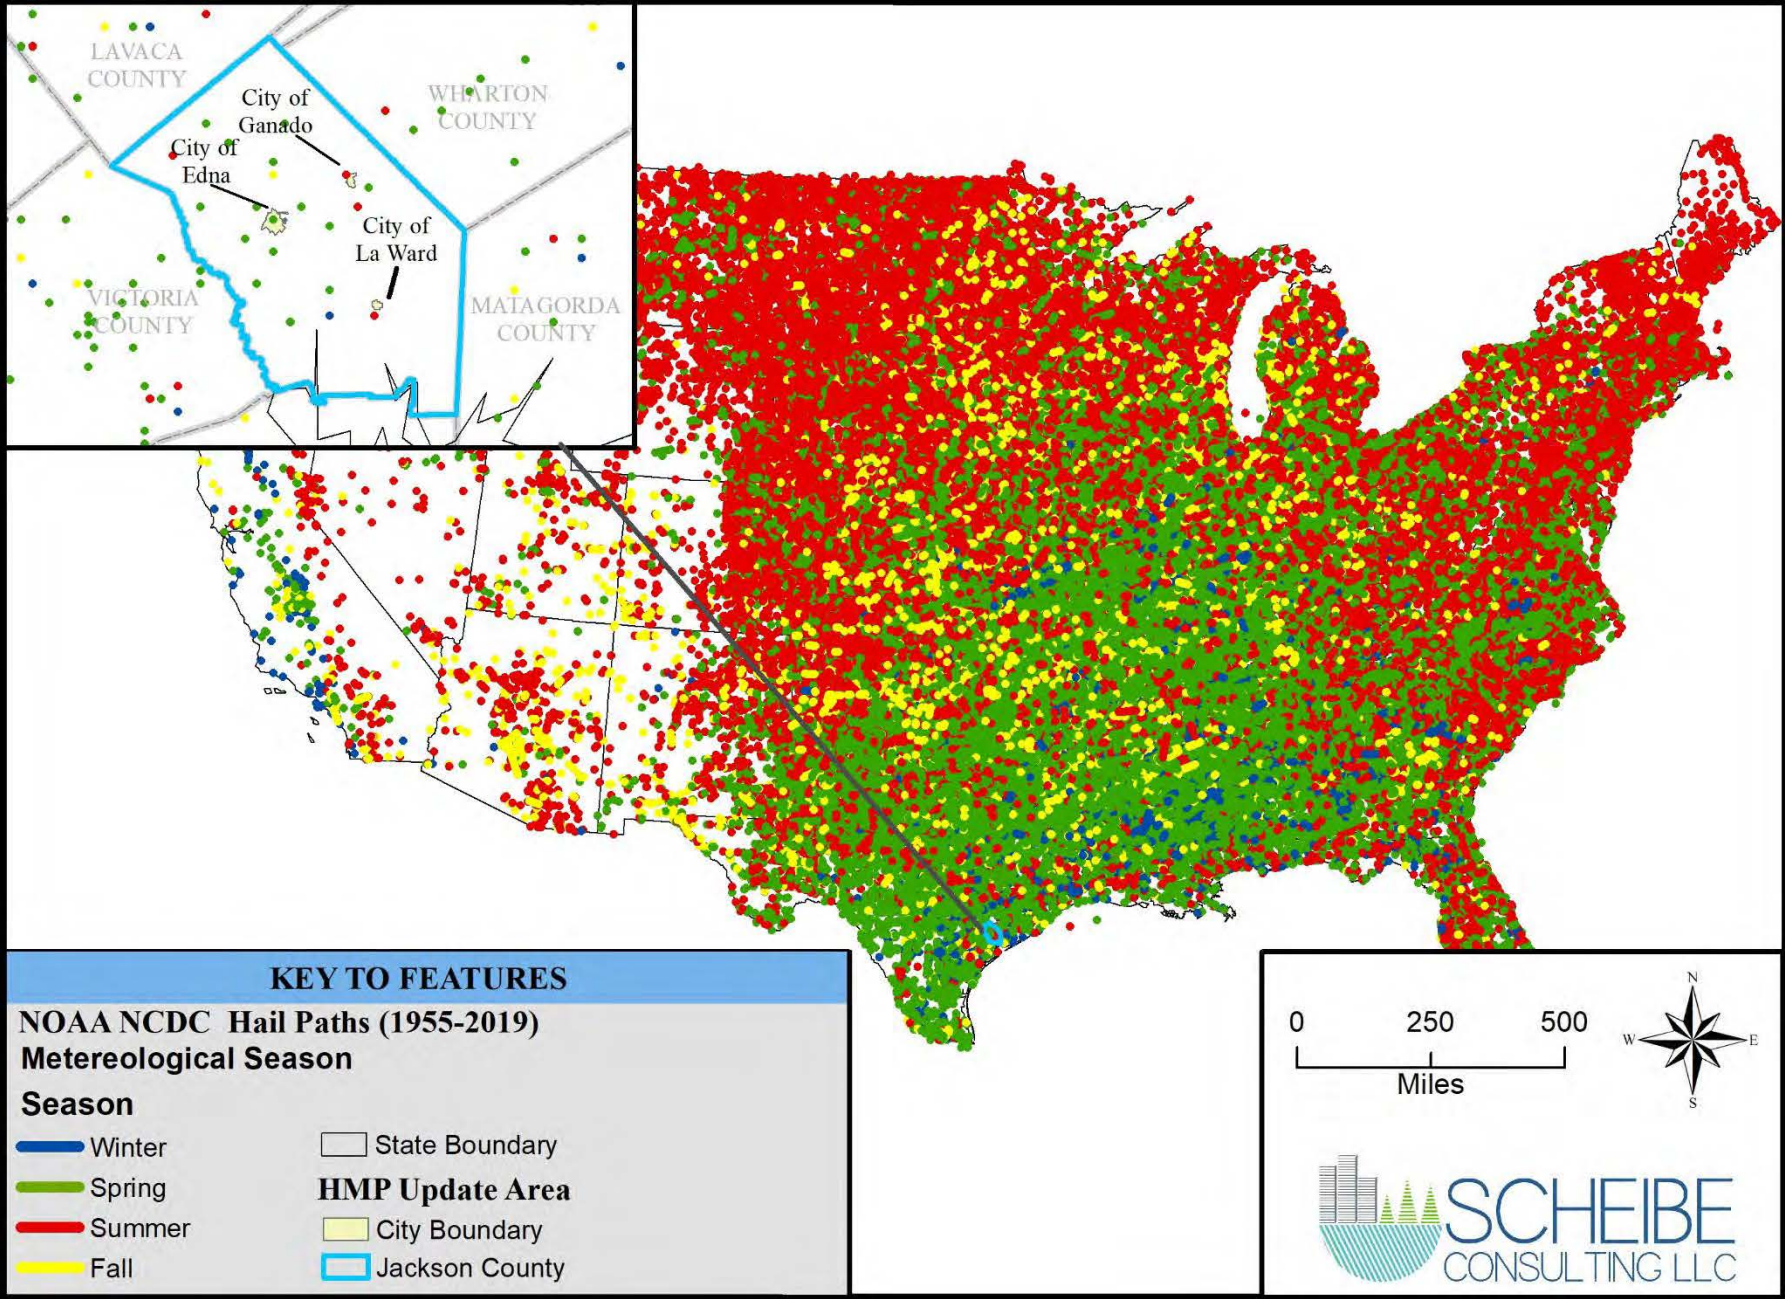 LAVACA
COUNTY
City of
Ganado
WHARTON
COUNTY
City of
Edna
City of
La Ward
VICTORIA
COUNTY
MATAGORDA
COUNTY
KEY TO FEATURES
NOAA NCDC Hail Paths (1955-2019)
Metereological Season
Season
Winter
Spring
Summer
Fall
State Boundary
HMP Update Area
City Boundary
Jackson County
0 250 500
Miles
N
W E
S
SCHEIBE
CONSULTING LLC